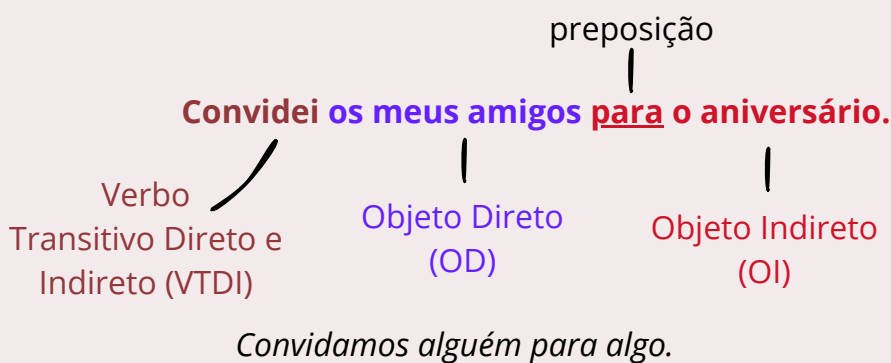 preposição
Convidei os meus amigos para o aniversário.
Verbo
Transitivo Direto e
Indireto (VTDI)
Objeto Direto
(OD)
Objeto Indireto
(OI)
Convidamos alguém para algo.